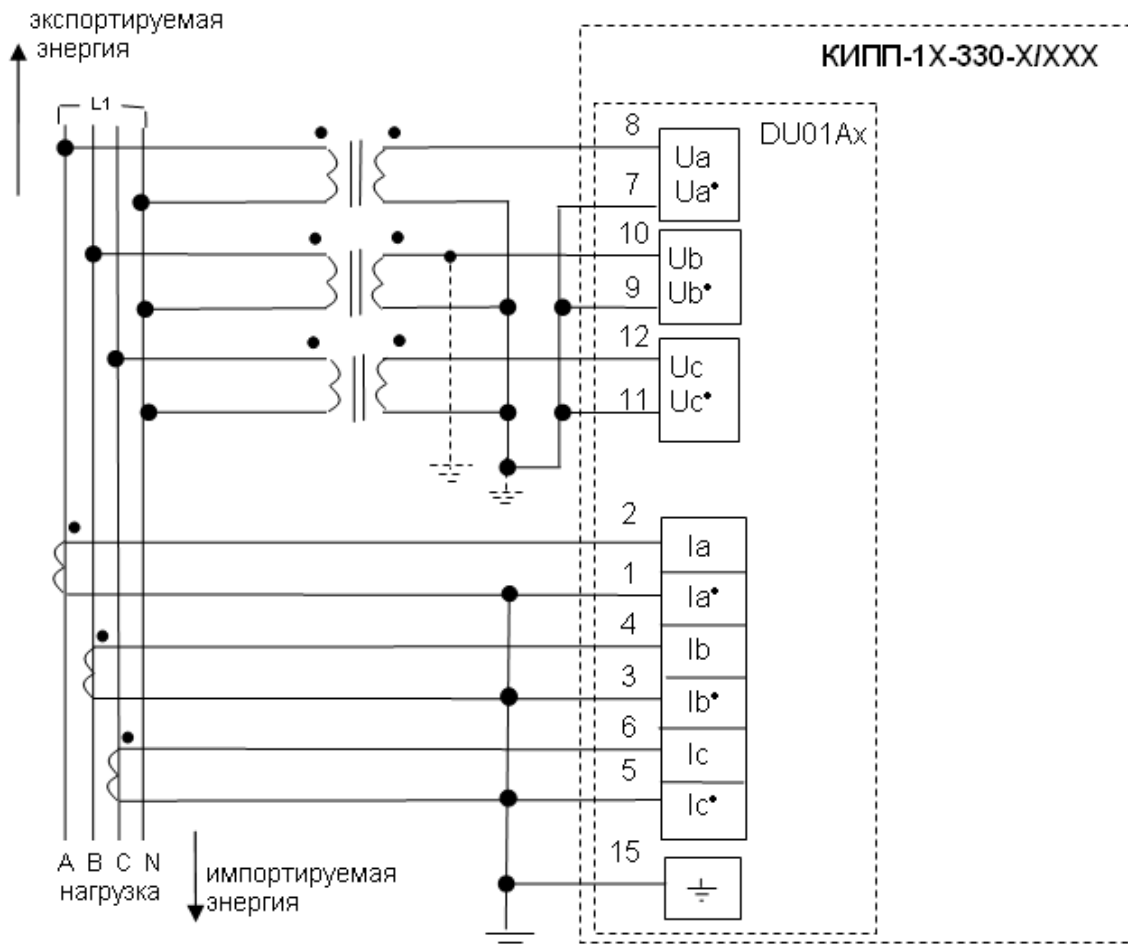 экспортируемая
энергия
КИПП-1Х-330-Х/ХХХ
L1
DU01Ax
8
Ua
7
Ua•
10
Ub
9
Ub•
12
Uc
11
Uc•
2
Ia
1
Ia•
4
Ib
3
Ib•
6
Ic
5
Ic•
15
A B C N
нагрузка
импортируемая
энергия